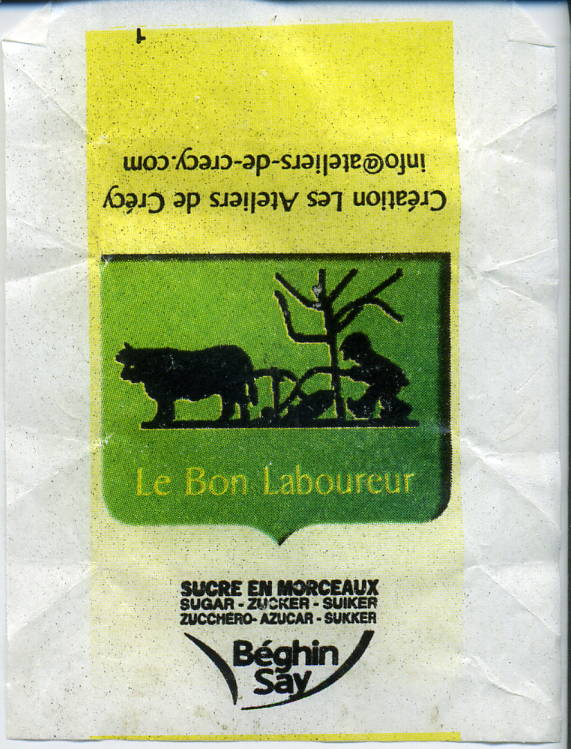 1
Création Les Ateliers de Crécy
info@ateliers-de-crecy.com
Le Bon Laboureur
SUCRE EN MORCEAUX
SUGAR - ZUCKER - SUIKER
ZUCCHERO- AZUCAR - SUKKER
Béghin
Say